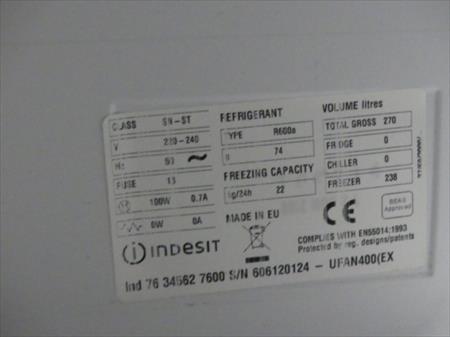 CLASS SN-ST
V 220-240
Hz 50 ~
FUSE 13
100W 0.7A
0W 0A
INDESIT
REFRIGERANT
TYPE R600a
g 74
FREEZING CAPACITY
kg/24h 22
MADE IN EU
VOLUME litres
TOTAL GROSS 270
FRIDGE 0
CHILLER 0
FREEZER 238
CE
BEAB
Approved
COMPLIES WITH EN55014:1993
Protected by reg. designs/patents
Ind 76 34662 7600 S/N 606120124 - UFAN400(EX